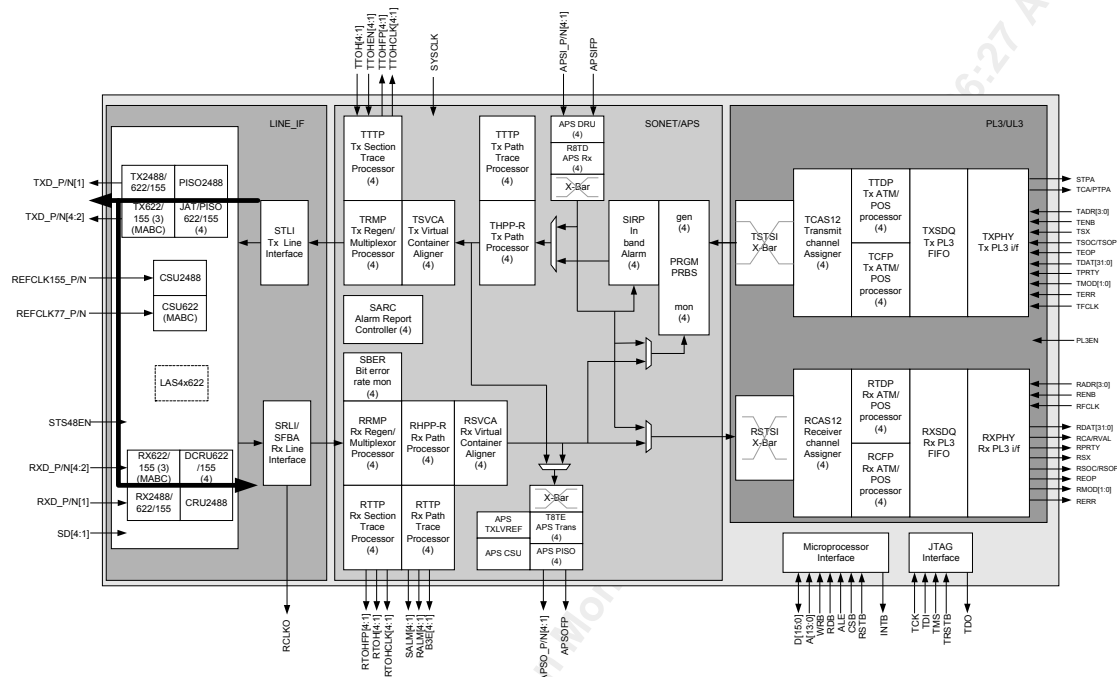 TTOH[4:1]
TTOHEN[4:1]
TTOHFP[4:1]
TTOHCLK[4:1]
SYSCLK
APSI_P/N[4:1]
APSIFP
6:27 A
LINE_IF
SONET/APS
PL3/UL3
TXD_P/N[1]
TXD_P/N[4:2]
REFCLK155_P/N
REFCLK77_P/N
STS48EN
RXD_P/N[4:2]
RXD_P/N[1]
SD[4:1]
TX2488/
622/155
PISO2488
TX622/
155 (3)
(MABC)
JAT/PISO
622/155
(4)
CSU2488
CSU622
(MABC)
LAS4x622
RX622/
155 (3)
(MABC)
DCRU622
/155
(4)
RX2488/
622/155
CRU2488
STLI
Tx Line
Interface
SRLI/
SFBA
Rx Line
Interface
RCLKO
TTTP
Tx Section
Trace
Processor
(4)
TRMP
Tx Regen/
Multiplexor
Processor
(4)
TSVCA
Tx Virtual
Container
Aligner
(4)
SARC
Alarm Report
Controller (4)
SBER
Bit error
rate mon
(4)
RRMP
Rx Regen/
Multiplexor
Processor
(4)
RHPP-R
Rx Path
Processor
(4)
RSVCA
Rx Virtual
Container
Aligner
(4)
RTTP
Rx Section
Trace
Processor
(4)
RTTP
Rx Path
Trace
Processor
(4)
TTTP
Tx Path
Trace
Processor
(4)
THPP-R
Tx Path
Processor
(4)
APS DRU
(4)
R8TD
APS Rx
(4)
X-Bar
SIRP
In
band
Alarm
(4)
gen
(4)
PRGM
PRBS
mon
(4)
X-Bar
APS
TXLVREF
T8TE
APS Trans
(4)
APS CSU
APS PISO
(4)
RTOHFP[4:1]
RTOH[4:1]
RTOHCLK[4:1]
SALM[4:1]
RALM[4:1]
B3E[4:1]
APSO_P/N[4:1]
APSOFP
TSTSI
X-Bar
TCAS12
Transmit
channel
Assigner
(4)
TTDP
Tx ATM/
POS
processor
(4)
TCFP
Tx ATM/
POS
processor
(4)
TXSDQ
Tx PL3
FIFO
TXPHY
Tx PL3 i/f
STPA
TCA/PTPA
TADR[3:0]
TENB
TSX
TSOC/TSOP
TEOP
TDAT[31:0]
TPRTY
TMOD[1:0]
TERR
TFCLK
PL3EN
RSTSI
X-Bar
RCAS12
Receiver
channel
Assigner
(4)
RTDP
Rx ATM/
POS
processor
(4)
RCFP
Rx ATM/
POS
processor
(4)
RXSDQ
Rx PL3
FIFO
RXPHY
Rx PL3 i/f
RADR[3:0]
RENB
RFCLK
RDAT[31:0]
RCA/RVAL
RPRTY
RSX
RSOC/RSOP
REOP
RMOD[1:0]
RERR
Microprocessor
Interface
JTAG
Interface
D[15:0]
A[13:0]
WRB
RDB
ALE
CSB
RSTB
INTB
TCK
TDI
TMS
TRSTB
TDO